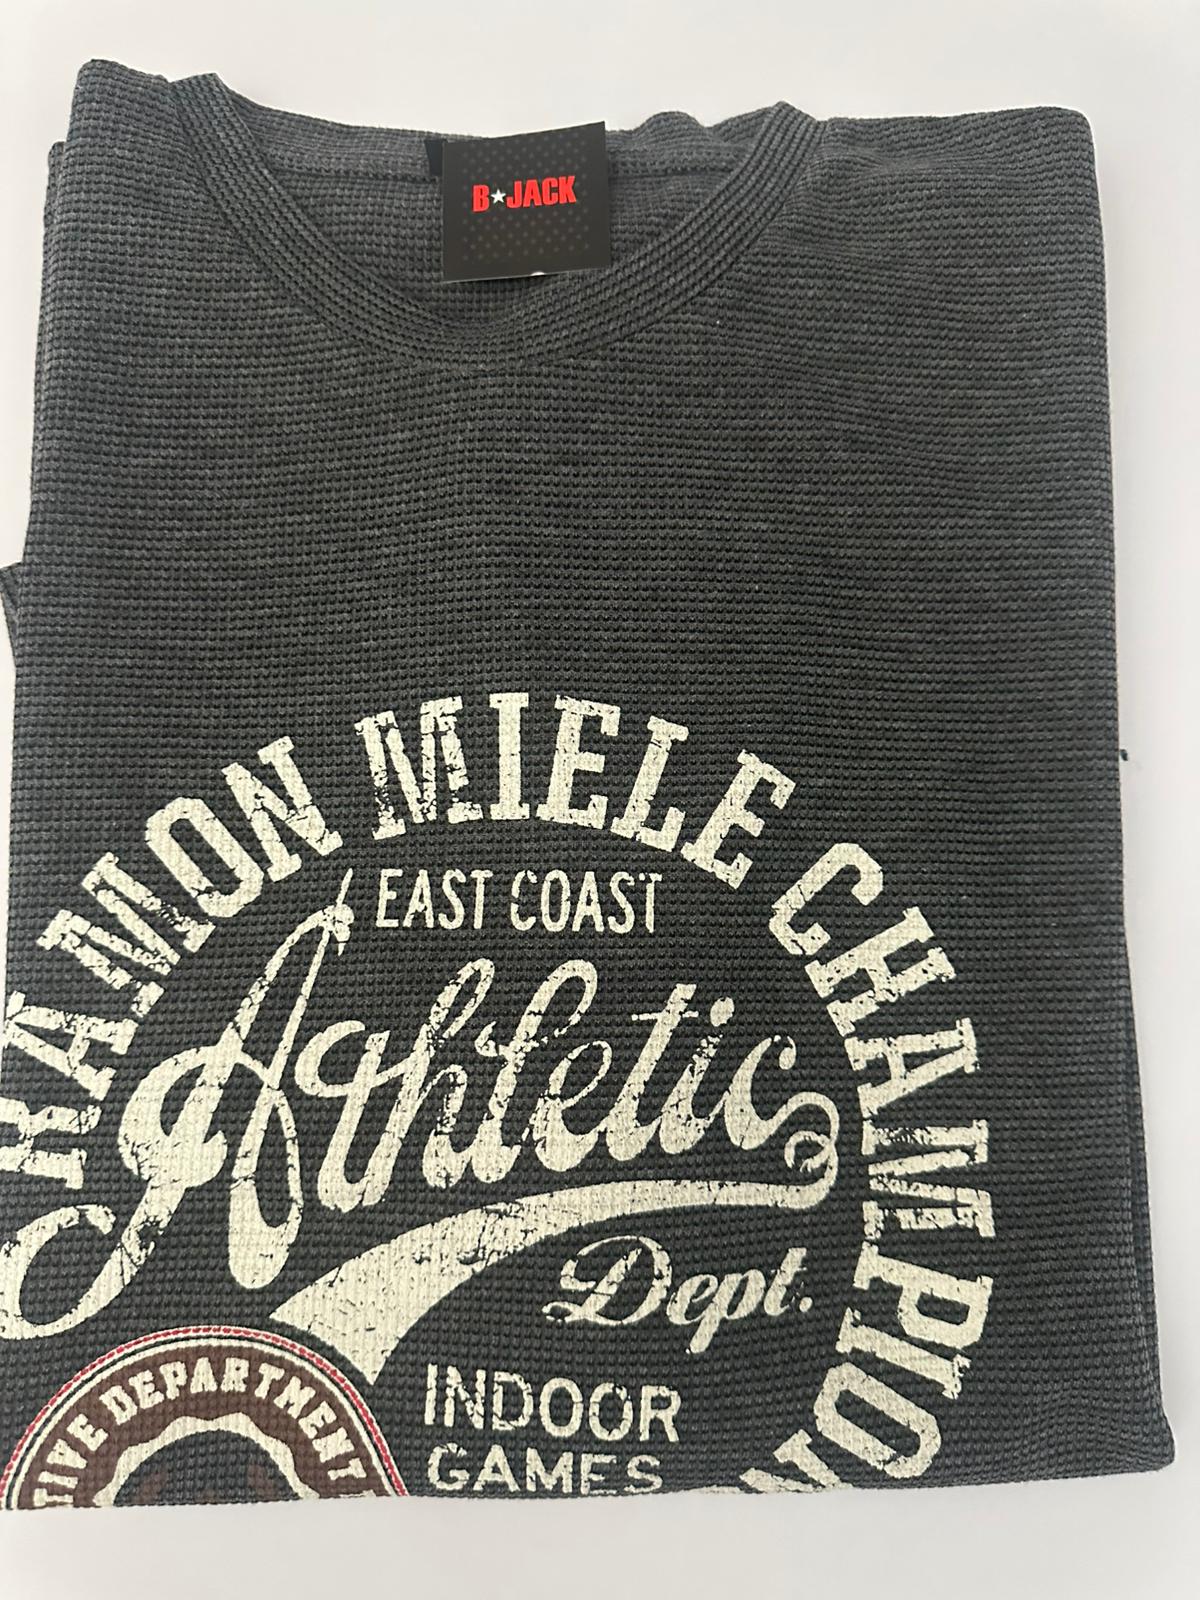 B★JACK
RAMON MIELE CHAMPION
EAST COAST
Athletic
Dept.
INDOOR
GAMES
DEPARTMENT